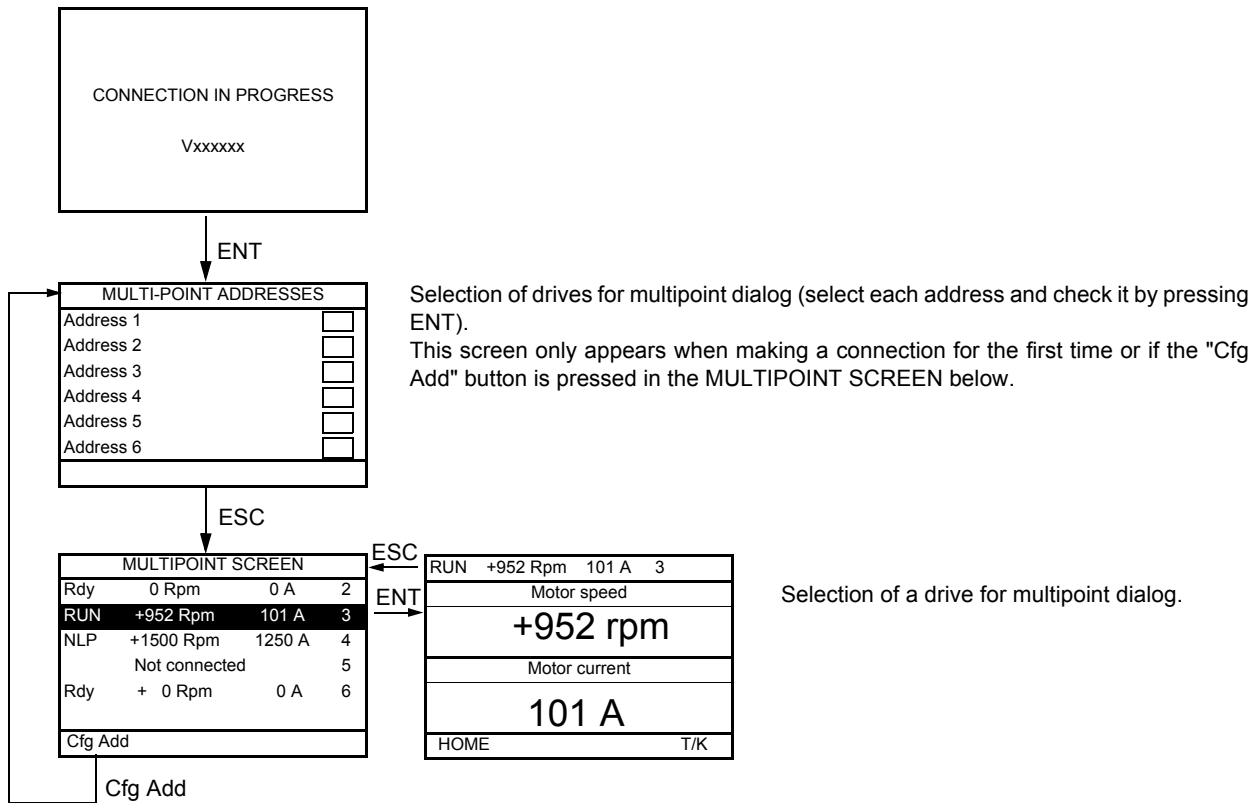 CONNECTION IN PROGRESS
Vxxxxxx
ENT
MULTI-POINT ADDRESSES
Address 1
Address 2
Address 3
Address 4
Address 5
Address 6
Selection of drives for multipoint dialog (select each address and check it by pressing
ENT).
This screen only appears when making a connection for the first time or if the "Cfg
Add" button is pressed in the MULTIPOINT SCREEN below.
ESC
MULTIPOINT SCREEN
Rdy 0 Rpm 0 A 2
RUN +952 Rpm 101 A 3
NLP +1500 Rpm 1250 A 4
Not connected 5
Rdy + 0 Rpm 0 A 6
Cfg Add
Cfg Add
ESC
ENT
RUN +952 Rpm 101 A 3
Motor speed
+952 rpm
Motor current
101 A
HOME T/K
Selection of a drive for multipoint dialog.